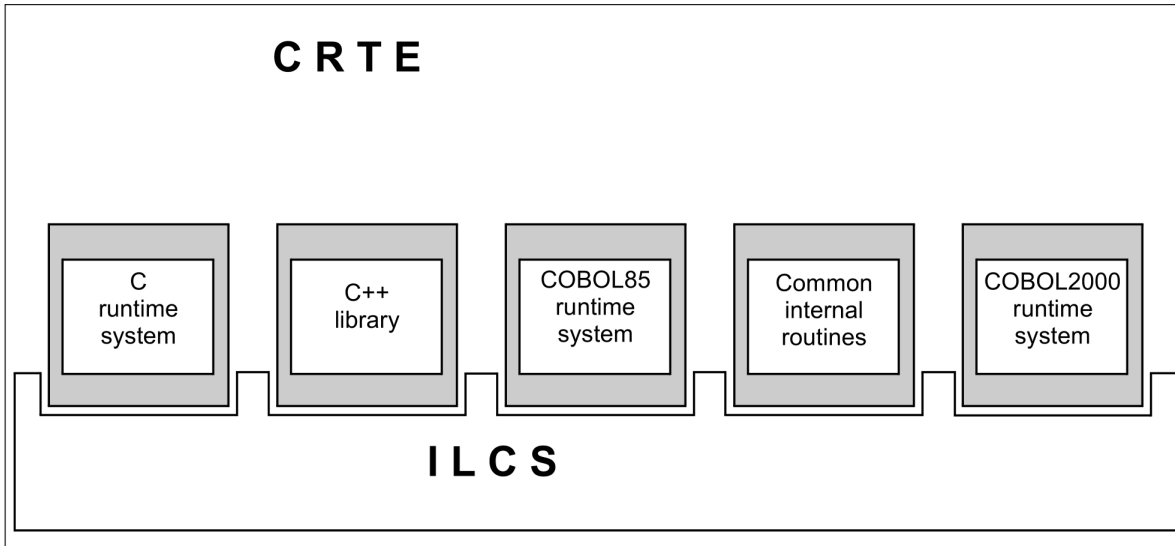 C R T E
C
runtime
system
C++
library
COBOL85
runtime
system
Common
internal
routines
COBOL2000
runtime
system
I L C S